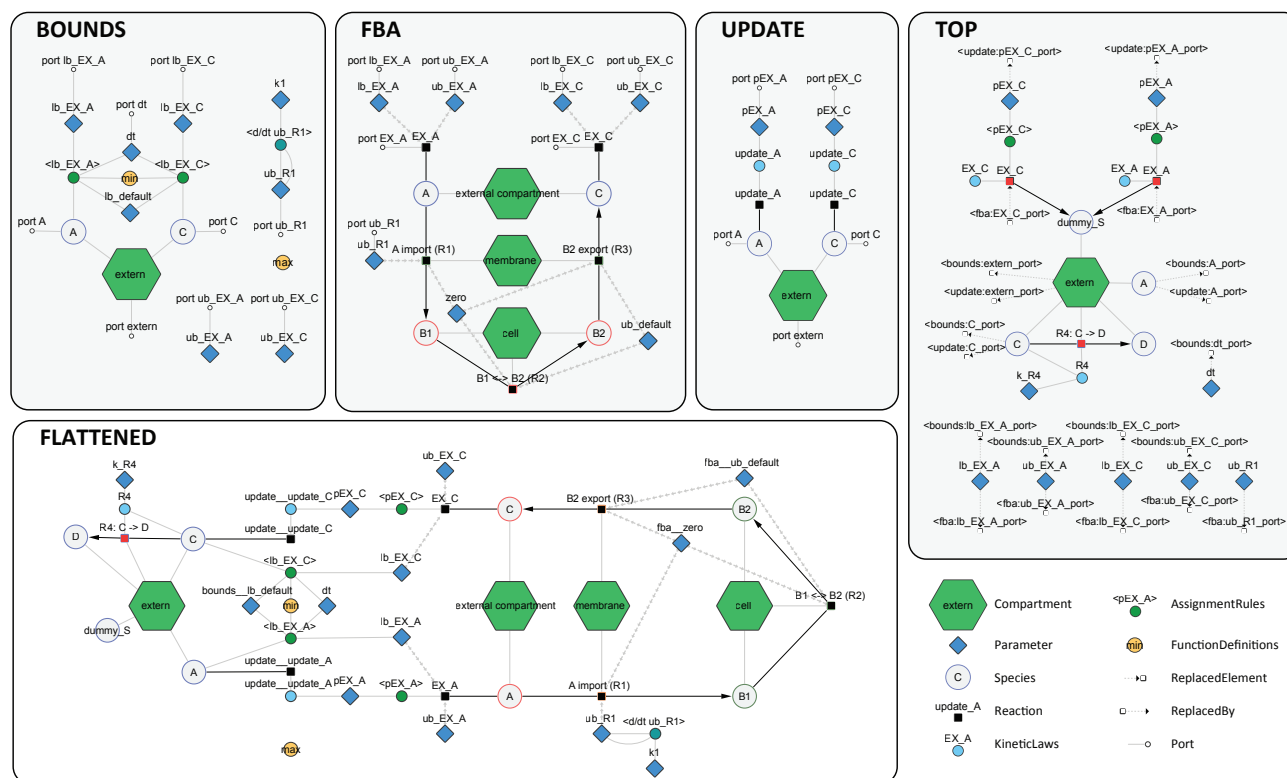 BOUNDS
port lb_EX_A
port lb_EX_C
k1
lb_EX_A
port dt
lb_EX_C
dt
<d/dt ub_R1>
<lb_EX_A>
<lb_EX_C>
min
ub_R1
lb_default
port A
A
C
port C
port ub_R1
extern
max
port extern
port ub_EX_A
port ub_EX_C
ub_EX_A
ub_EX_C
FBA
port lb_EX_A
port ub_EX_A
port lb_EX_C
port ub_EX_C
lb_EX_A
ub_EX_A
lb_EX_C
ub_EX_C
port EX_A
EX_A
port EX_C
EX_C
A
external compartment
C
port ub_R1
ub_R1
A import (R1)
membrane
B2 export (R3)
zero
B1
cell
B2
ub_default
B1 <-> B2 (R2)
UPDATE
port pEX_A
port pEX_C
pEX_A
pEX_C
update_A
update_C
update_A
update_C
port A
A
C
port C
extern
port extern
TOP
<update:pEX_C_port>
<update:pEX_A_port>
pEX_C
pEX_A
<pEX_C>
<pEX_A>
EX_C
EX_C
EX_A
EX_A
<fba:EX_C_port>
<fba:EX_A_port>
dummy_S
<bounds:extern_port>
extern
A
<bounds:A_port>
<update:extern_port>
<update:A_port>
<bounds:C_port>
C
R4: C -> D
D
<update:C_port>
<bounds:dt_port>
R4
k_R4
dt
<bounds:lb_EX_A_port>
<bounds:lb_EX_C_port>
<bounds:ub_EX_A_port>
<bounds:ub_EX_C_port>
lb_EX_A
ub_EX_A
lb_EX_C
ub_EX_C
ub_R1
<fba:ub_EX_A_port>
<fba:ub_EX_C_port>
<fba:lb_EX_A_port>
<fba:lb_EX_C_port>
<fba:ub_R1_port>
FLATTENED
k_R4
R4
update__update_C
pEX_C
<pEX_C>
ub_EX_C
EX_C
fba__ub_default
D
R4: C -> D
C
update__update_C
C
B2 export (R3)
B2
fba__zero
<lb_EX_C>
lb_EX_C
bounds__lb_default
min
dt
extern
external compartment
membrane
cell
B1 <-> B2 (R2)
dummy_S
<lb_EX_A>
lb_EX_A
A
update__update_A
update__update_A
pEX_A
<pEX_A>
EX_A
A
A import (R1)
B1
ub_EX_A
ub_R1
<d/dt ub_R1>
k1
max
extern
Compartment
<pEX_A>
AssignmentRules
Parameter
min
FunctionDefinitions
C
Species
ReplacedElement
update_A
Reaction
ReplacedBy
EX_A
KineticLaws
Port